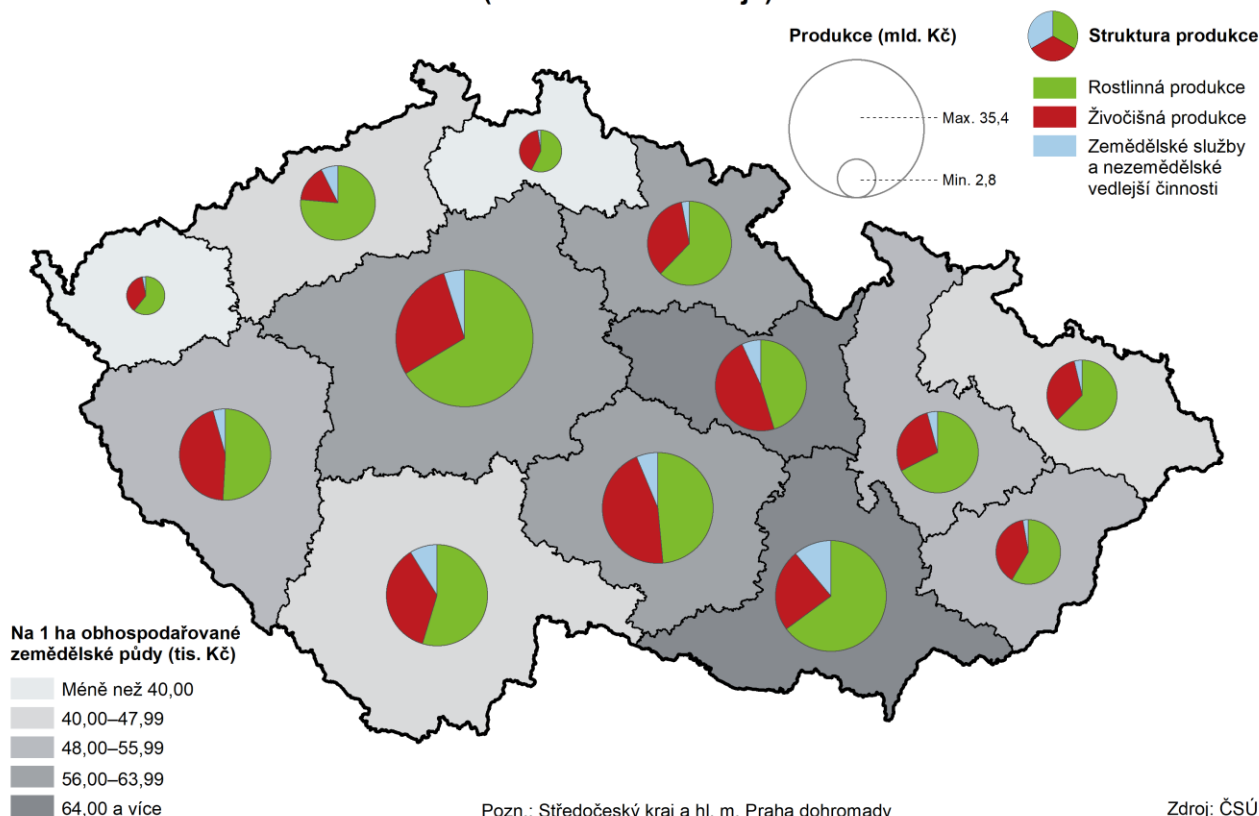 Produkce (mld. Kč)
Max. 35,4
Min. 2,8
Struktura produkce
Rostlinná produkce
Živočišná produkce
Zemědělské služby
a nezemědělské
vedlejší činnosti
Na 1 ha obhospodařované
zemědělské půdy (tis. Kč)
Méně než 40,00
40,00–47,99
48,00–55,99
56,00–63,99
64,00 a více
Pozn.: Středočeský kraj a hl. m. Praha dohromady
Zdroj: ČSÚ